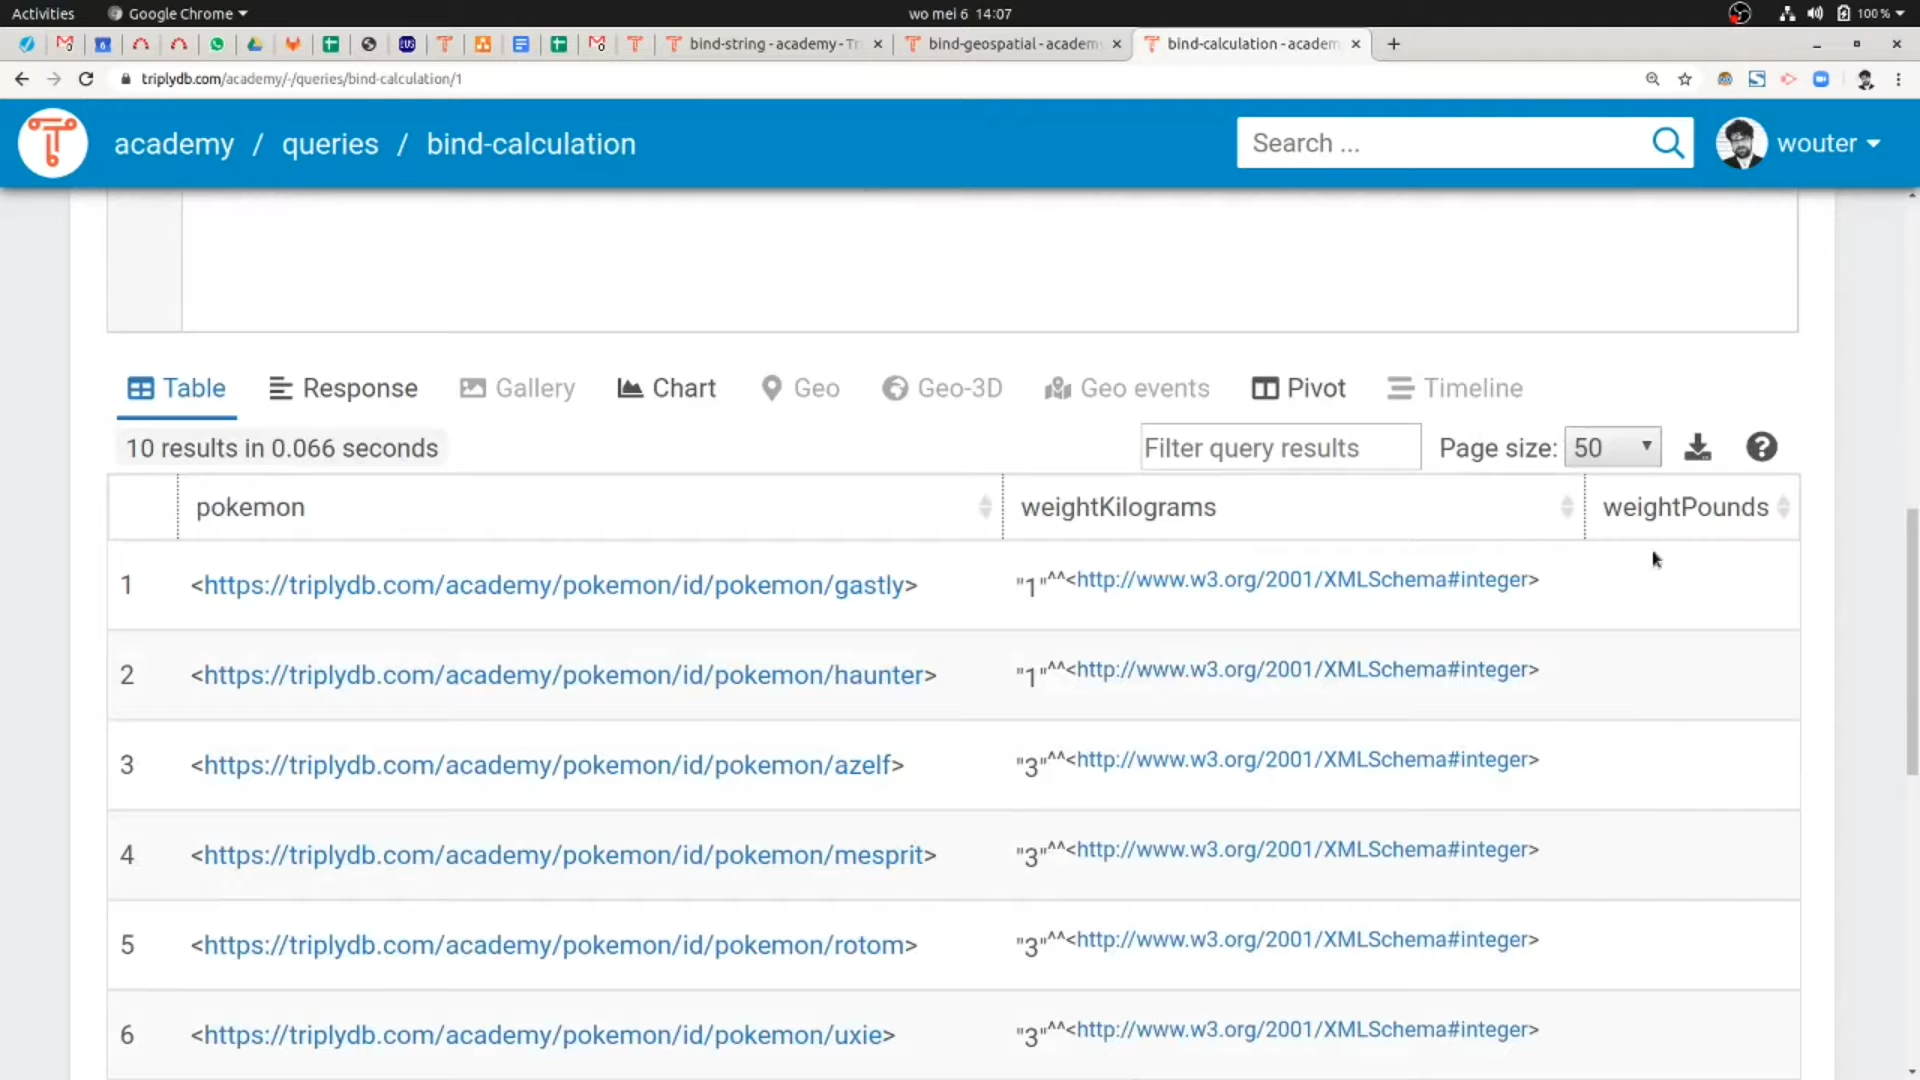 Activities Google Chrome wo mei 6 14:07 100 %
bind-string - academy - Tr bind-geospatial - academ bind-calculation - academ
triplydb.com/academy/-/queries/bind-calculation/1
academy / queries / bind-calculation Search ... wouter
Table Response Gallery Chart Geo Geo-3D Geo events Pivot Timeline
10 results in 0.066 seconds Filter query results Page size: 50
pokemon weightKilograms weightPounds
1 <https://triplydb.com/academy/pokemon/id/pokemon/gastly> "1"^^<http://www.w3.org/2001/XMLSchema#integer>
2 <https://triplydb.com/academy/pokemon/id/pokemon/haunter> "1"^^<http://www.w3.org/2001/XMLSchema#integer>
3 <https://triplydb.com/academy/pokemon/id/pokemon/azelf> "3"^^<http://www.w3.org/2001/XMLSchema#integer>
4 <https://triplydb.com/academy/pokemon/id/pokemon/mesprit> "3"^^<http://www.w3.org/2001/XMLSchema#integer>
5 <https://triplydb.com/academy/pokemon/id/pokemon/rotom> "3"^^<http://www.w3.org/2001/XMLSchema#integer>
6 <https://triplydb.com/academy/pokemon/id/pokemon/uxie> "3"^^<http://www.w3.org/2001/XMLSchema#integer>